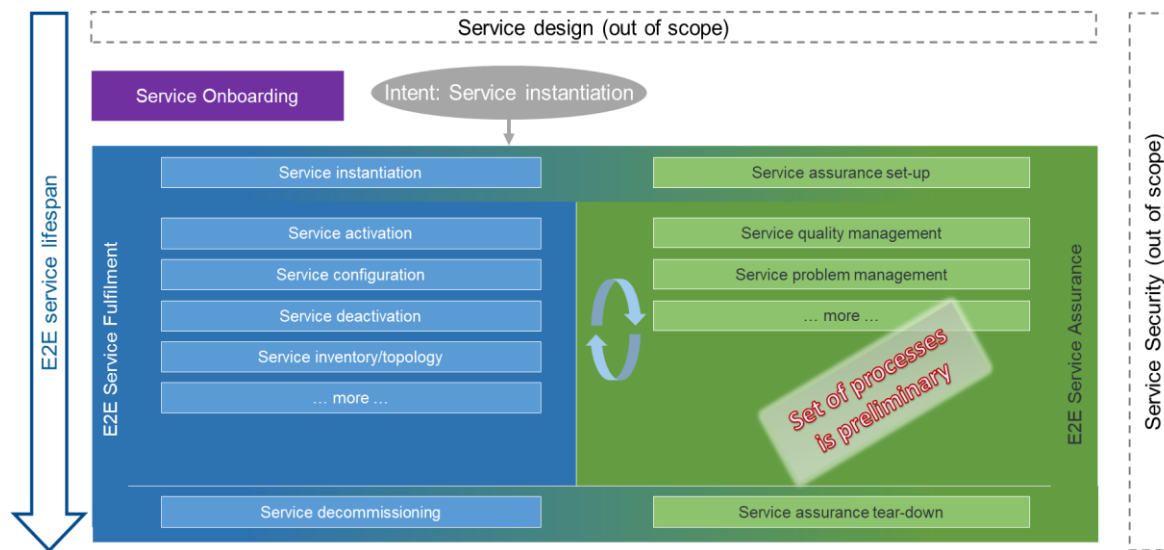 Service design (out of scope)
Service Onboarding
Intent: Service instantiation
E2E service lifespan
E2E Service Fulfilment
Service instantiation
Service activation
Service configuration
Service deactivation
Service inventory/topology
... more ...
Service decommissioning
Service assurance set-up
Service quality management
Service problem management
... more ...
Set of processes
is preliminary
Service assurance tear-down
E2E Service Assurance
Service Security (out of scope)